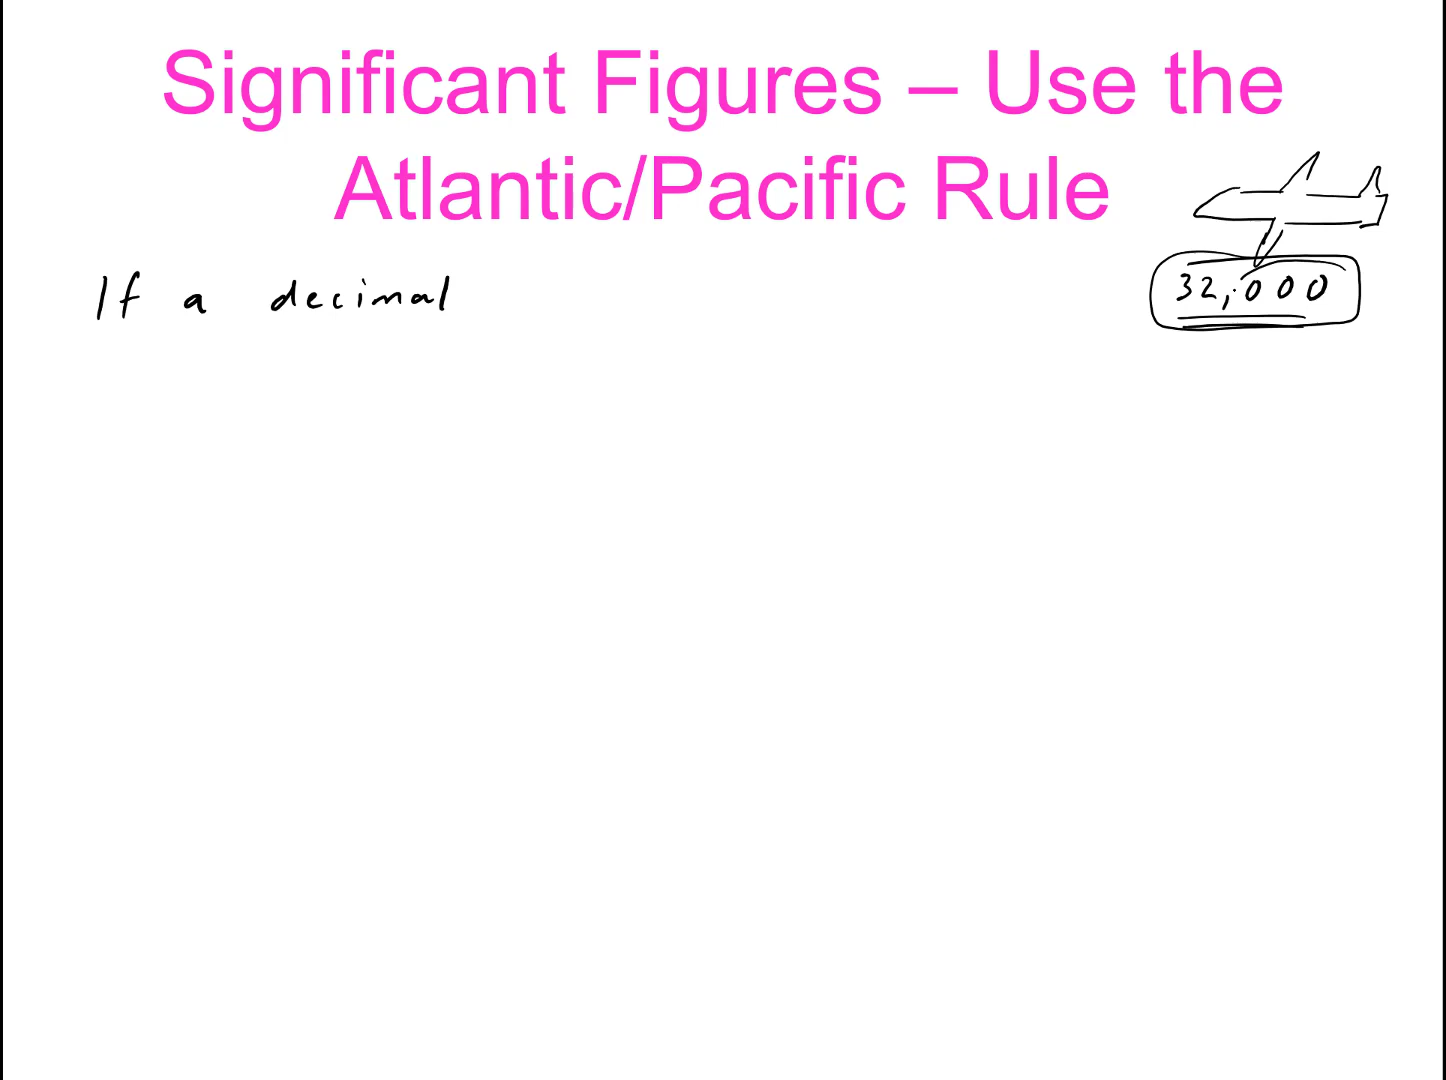 Significant Figures – Use the
Atlantic/Pacific Rule
If a decimal
32,000